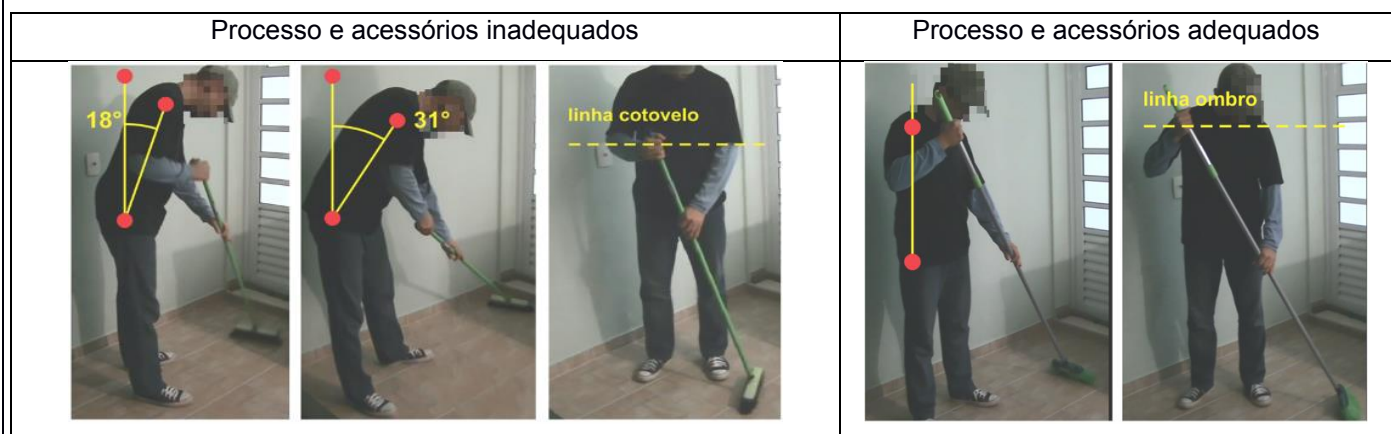 Processo e acessórios inadequados
Processo e acessórios adequados
18°
31°
linha cotovelo
linha ombro